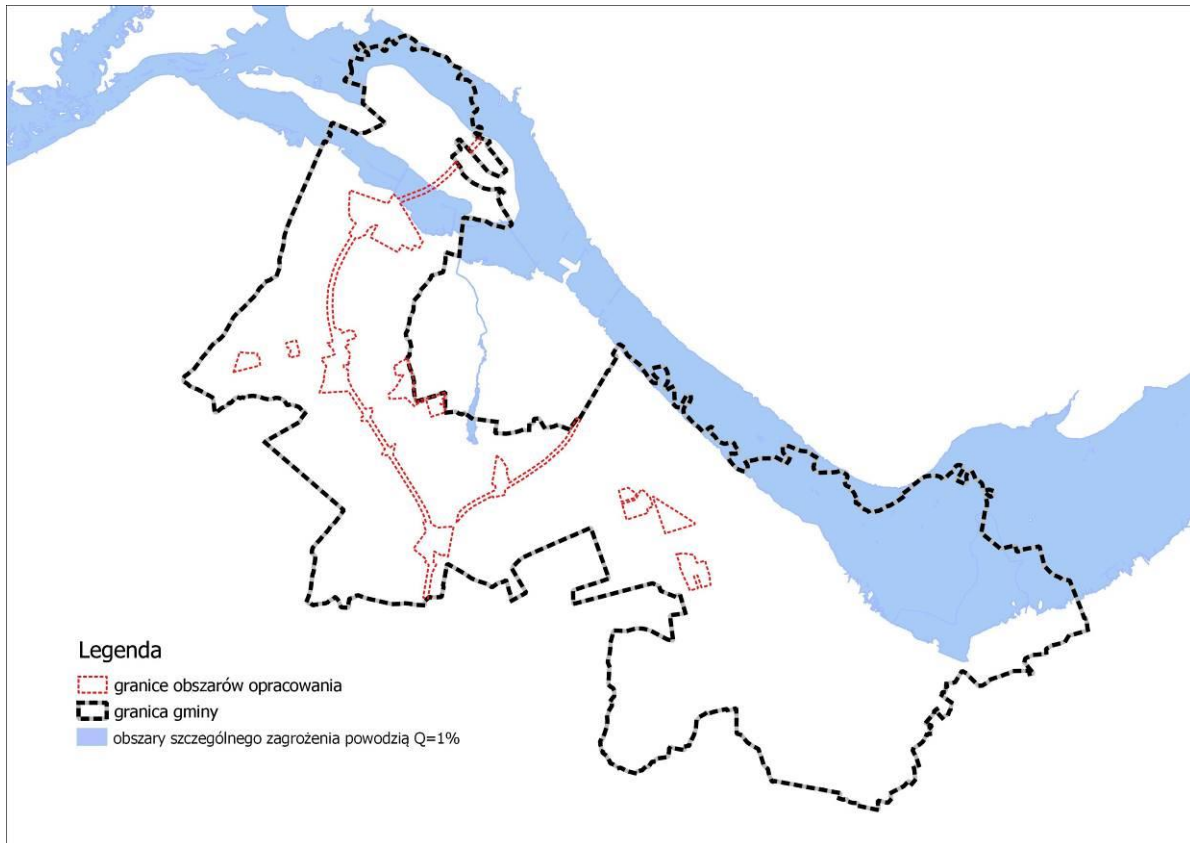 Legenda
granice obszarów opracowania
granica gminy
obszary szczególnego zagrożenia powodzią Q=1%